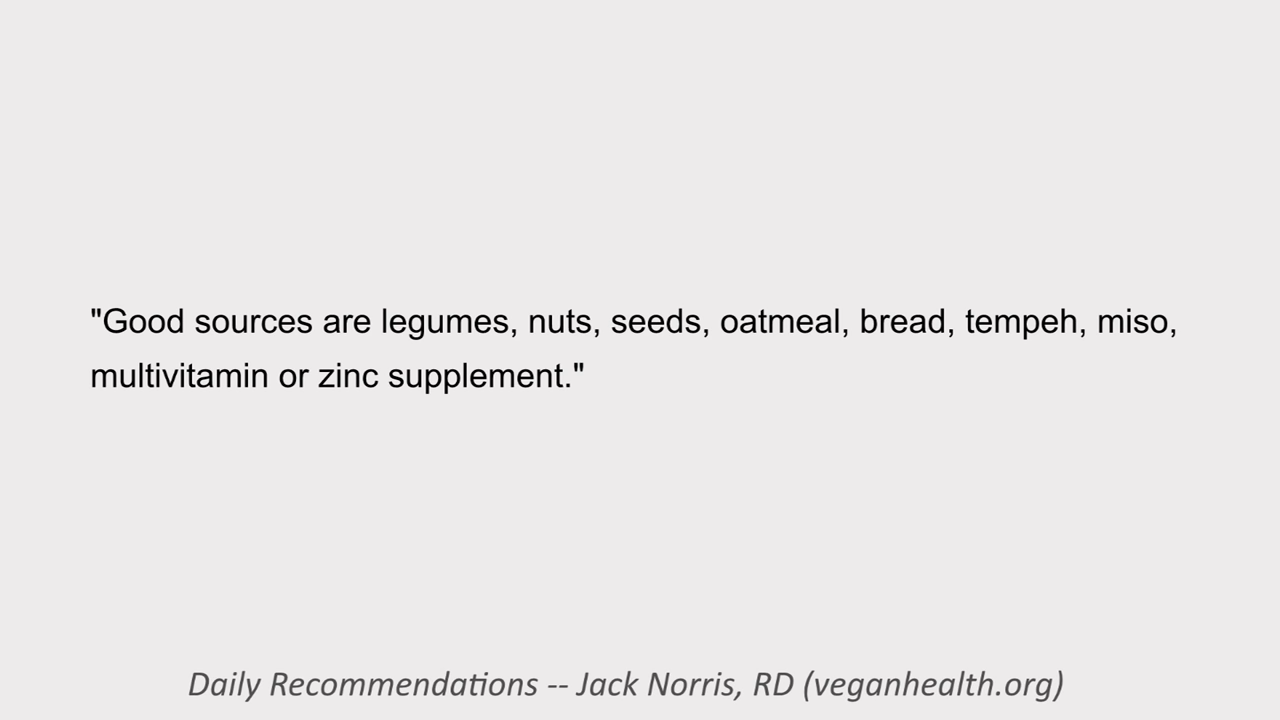 "Good sources are legumes, nuts, seeds, oatmeal, bread, tempeh, miso,
multivitamin or zinc supplement."
Daily Recommendations -- Jack Norris, RD (veganhealth.org)